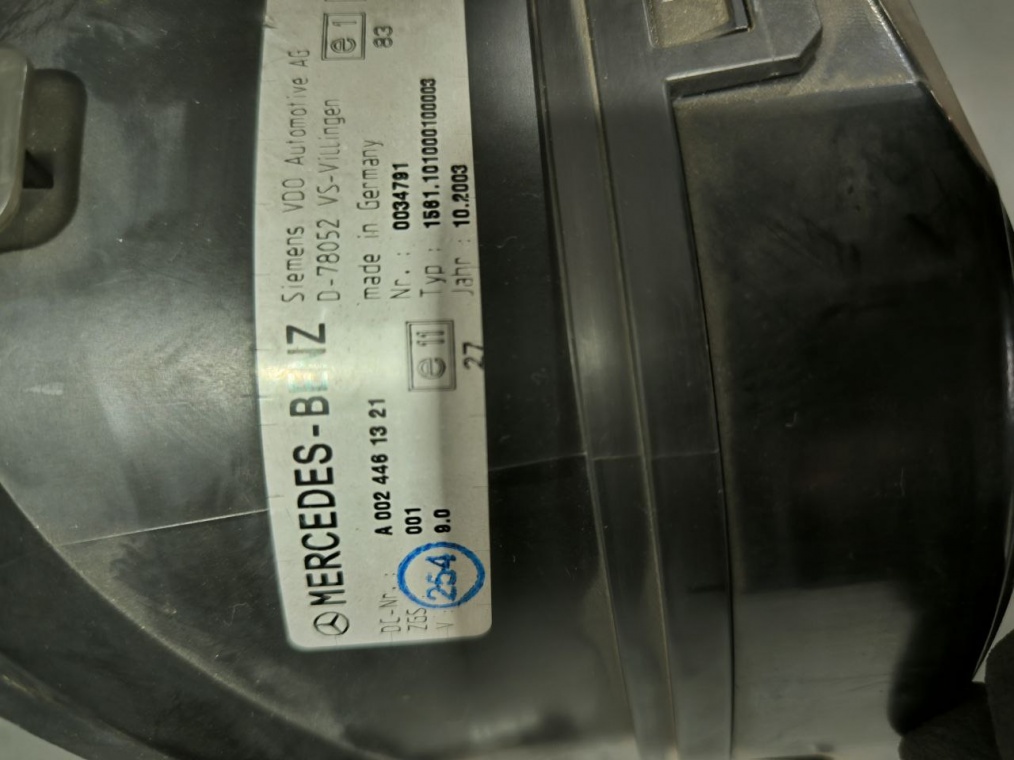 MERCEDES-BENZ
Siemens VDO Automotive AG
D-78052 VS-Villingen
e1
made in Germany
83
DC-Nr. : A 002 446 13 21
ZGS 001
V 9.0
254
e11
27
Nr. : 0034791
Typ : 1561.101000100003
Jahr : 10.2003